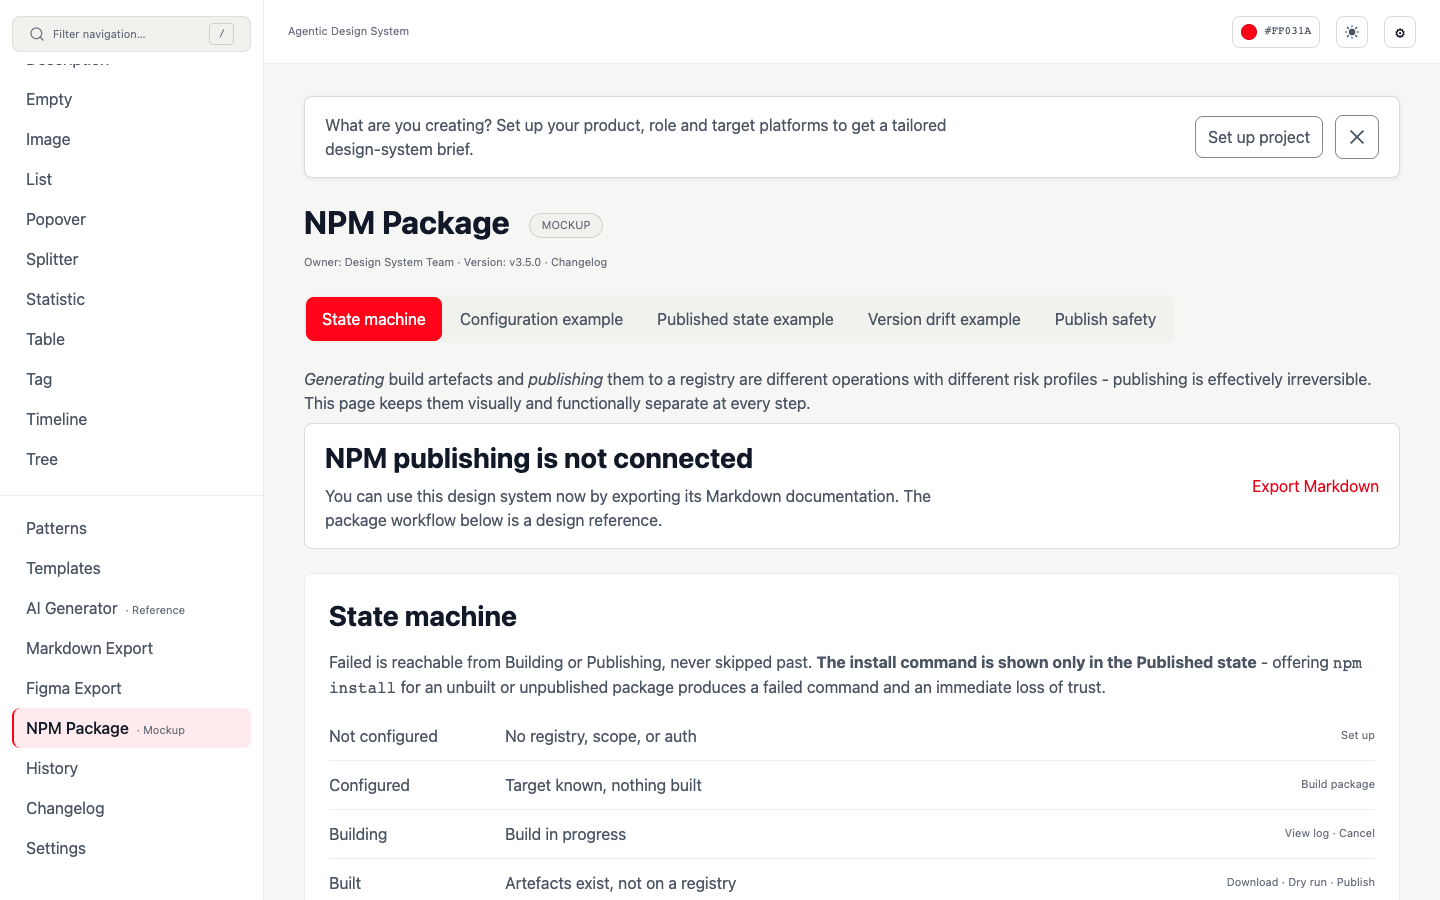 Filter navigation...
/
Description
Empty
Image
List
Popover
Splitter
Statistic
Table
Tag
Timeline
Tree
Patterns
Templates
AI Generator · Reference
Markdown Export
Figma Export
NPM Package · Mockup
History
Changelog
Settings
Agentic Design System
#FF031A
What are you creating? Set up your product, role and target platforms to get a tailored
design-system brief.
Set up project
NPM Package
MOCKUP
Owner: Design System Team · Version: v3.5.0 · Changelog
State machine
Configuration example
Published state example
Version drift example
Publish safety
Generating build artefacts and publishing them to a registry are different operations with different risk profiles - publishing is effectively irreversible.
This page keeps them visually and functionally separate at every step.
NPM publishing is not connected
You can use this design system now by exporting its Markdown documentation. The
package workflow below is a design reference.
Export Markdown
State machine
Failed is reachable from Building or Publishing, never skipped past. The install command is shown only in the Published state - offering npm
install for an unbuilt or unpublished package produces a failed command and an immediate loss of trust.
Not configured
No registry, scope, or auth
Set up
Configured
Target known, nothing built
Build package
Building
Build in progress
View log · Cancel
Built
Artefacts exist, not on a registry
Download · Dry run · Publish